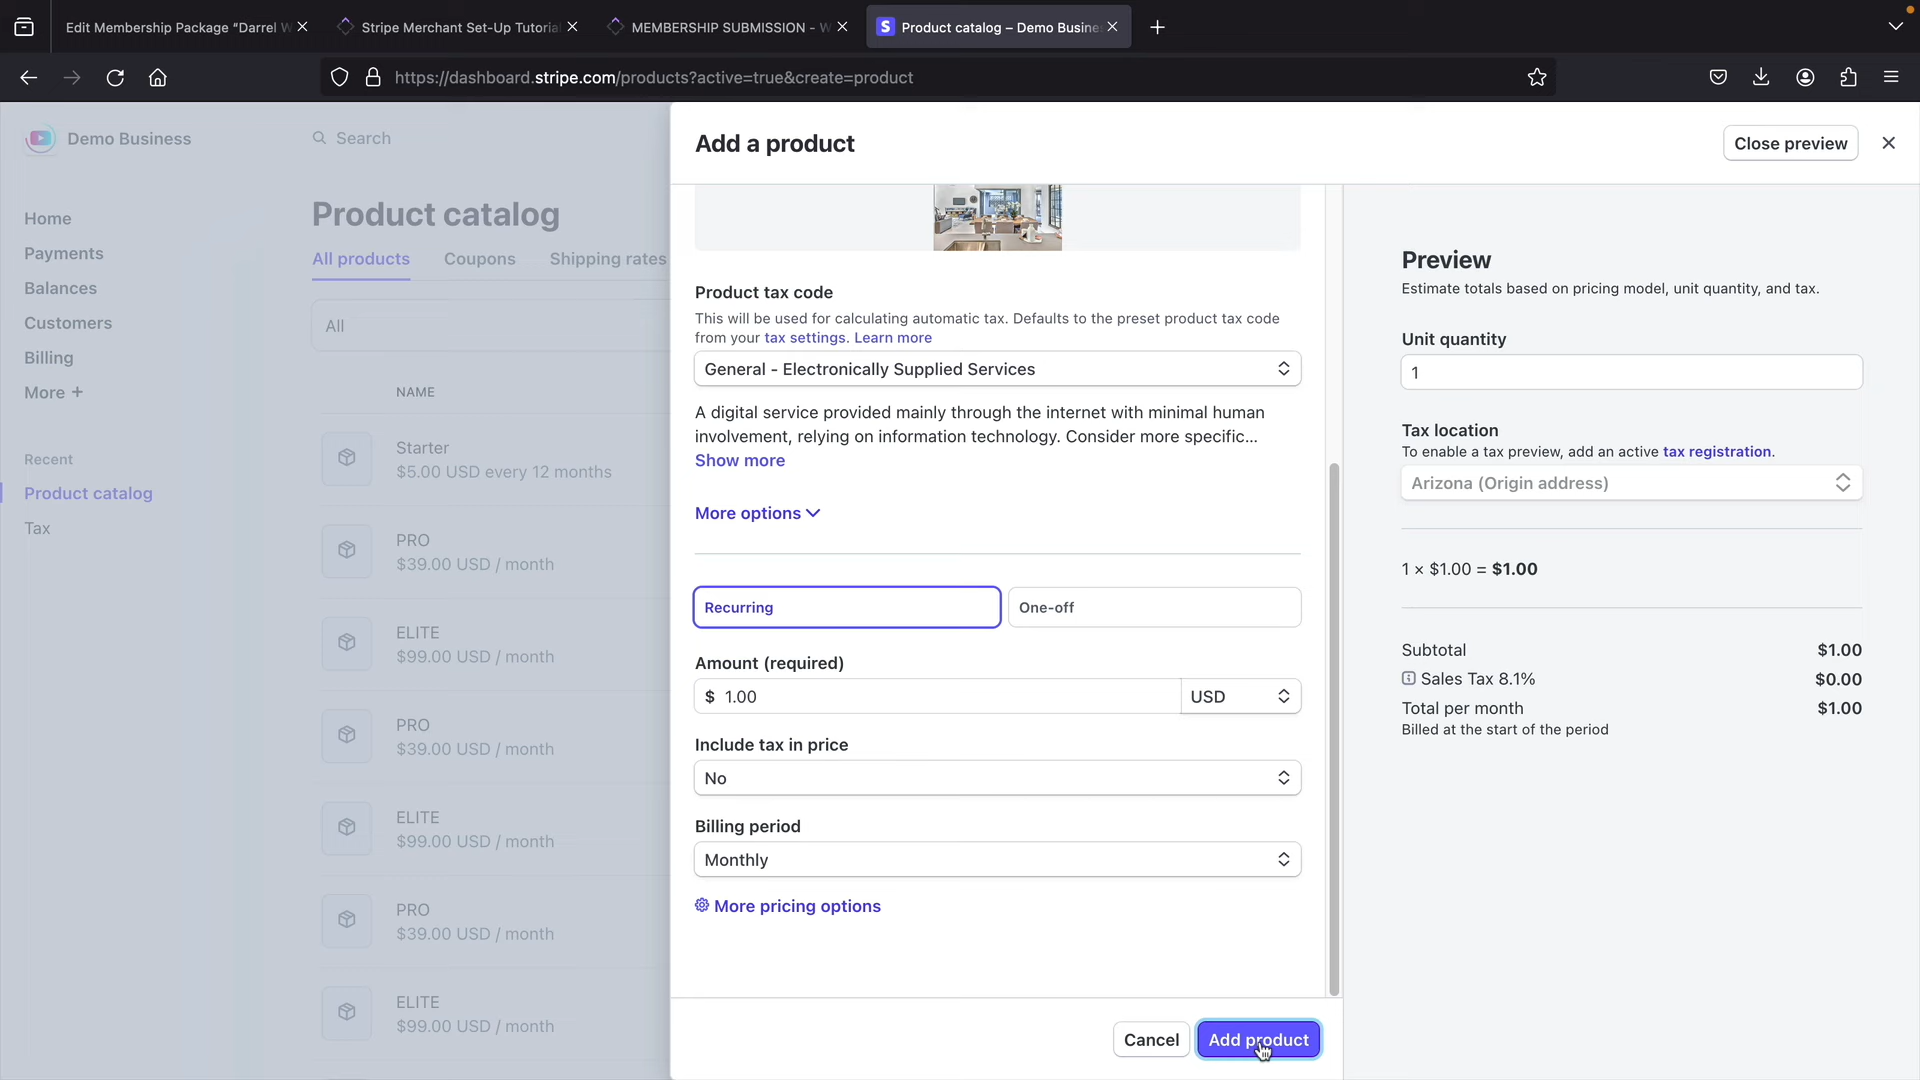 Edit Membership Package “Darrel W
Stripe Merchant Set-Up Tutorial
MEMBERSHIP SUBMISSION - W
Product catalog – Demo Busine
https://dashboard.stripe.com/products?active=true&create=product
Demo Business
Search
Home
Payments
Balances
Customers
Billing
More +
Recent
Product catalog
Tax
Product catalog
All products
Coupons
Shipping rates
All
NAME
Starter
$5.00 USD every 12 months
PRO
$39.00 USD / month
ELITE
$99.00 USD / month
PRO
$39.00 USD / month
ELITE
$99.00 USD / month
PRO
$39.00 USD / month
ELITE
$99.00 USD / month
Add a product
Close preview
Product tax code
This will be used for calculating automatic tax. Defaults to the preset product tax code
from your tax settings. Learn more
General - Electronically Supplied Services
A digital service provided mainly through the internet with minimal human
involvement, relying on information technology. Consider more specific...
Show more
More options
Recurring
One-off
Amount (required)
$ 1.00
USD
Include tax in price
No
Billing period
Monthly
More pricing options
Cancel
Add product
Preview
Estimate totals based on pricing model, unit quantity, and tax.
Unit quantity
1
Tax location
To enable a tax preview, add an active tax registration.
Arizona (Origin address)
1 × $1.00 = $1.00
Subtotal $1.00
Sales Tax 8.1% $0.00
Total per month $1.00
Billed at the start of the period